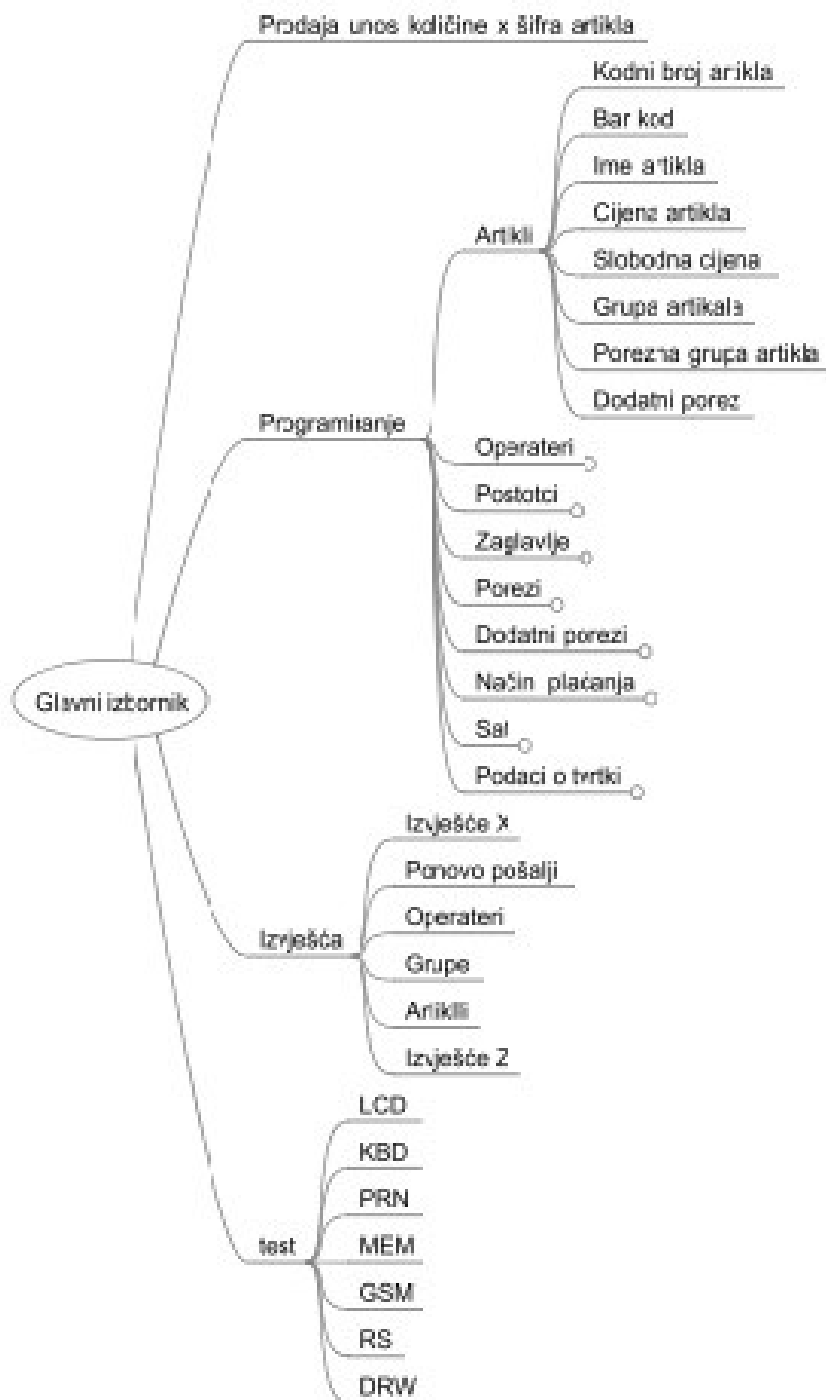 Prodaja unos količine x šifra artikla
Kodni broj artikla
Bar kod
Ime artikla
Cijena artikla
Artikli
Slobodna cijena
Grupa artikala
Porezna grupa artikla
Dodatni porez
Programiranje
Operateri
Postotci
Zaglavlje
Porezi
Dodatni porezi
Način plaćanja
Glavni izbornik
Sat
Podaci o tvrtki
Izvješće X
Ponovo pošalji
Operateri
Izvješća
Grupe
Artiklli
Izvješće Z
LCD
KBD
PRN
test
MEM
GSM
RS
DRW